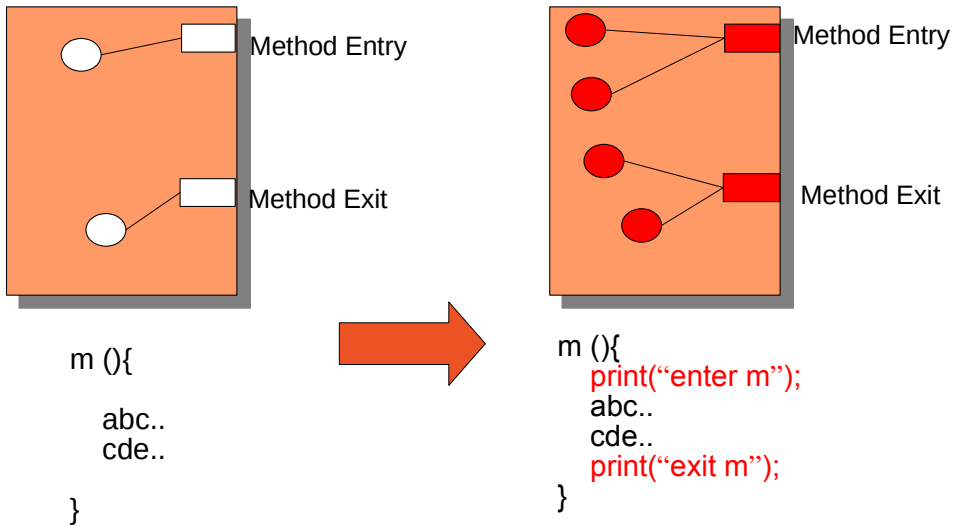 Method Entry
Method Exit
m (){
abc..
cde..
}
Method Entry
Method Exit
m (){
print(“enter m”);
abc..
cde..
print(“exit m”);
}